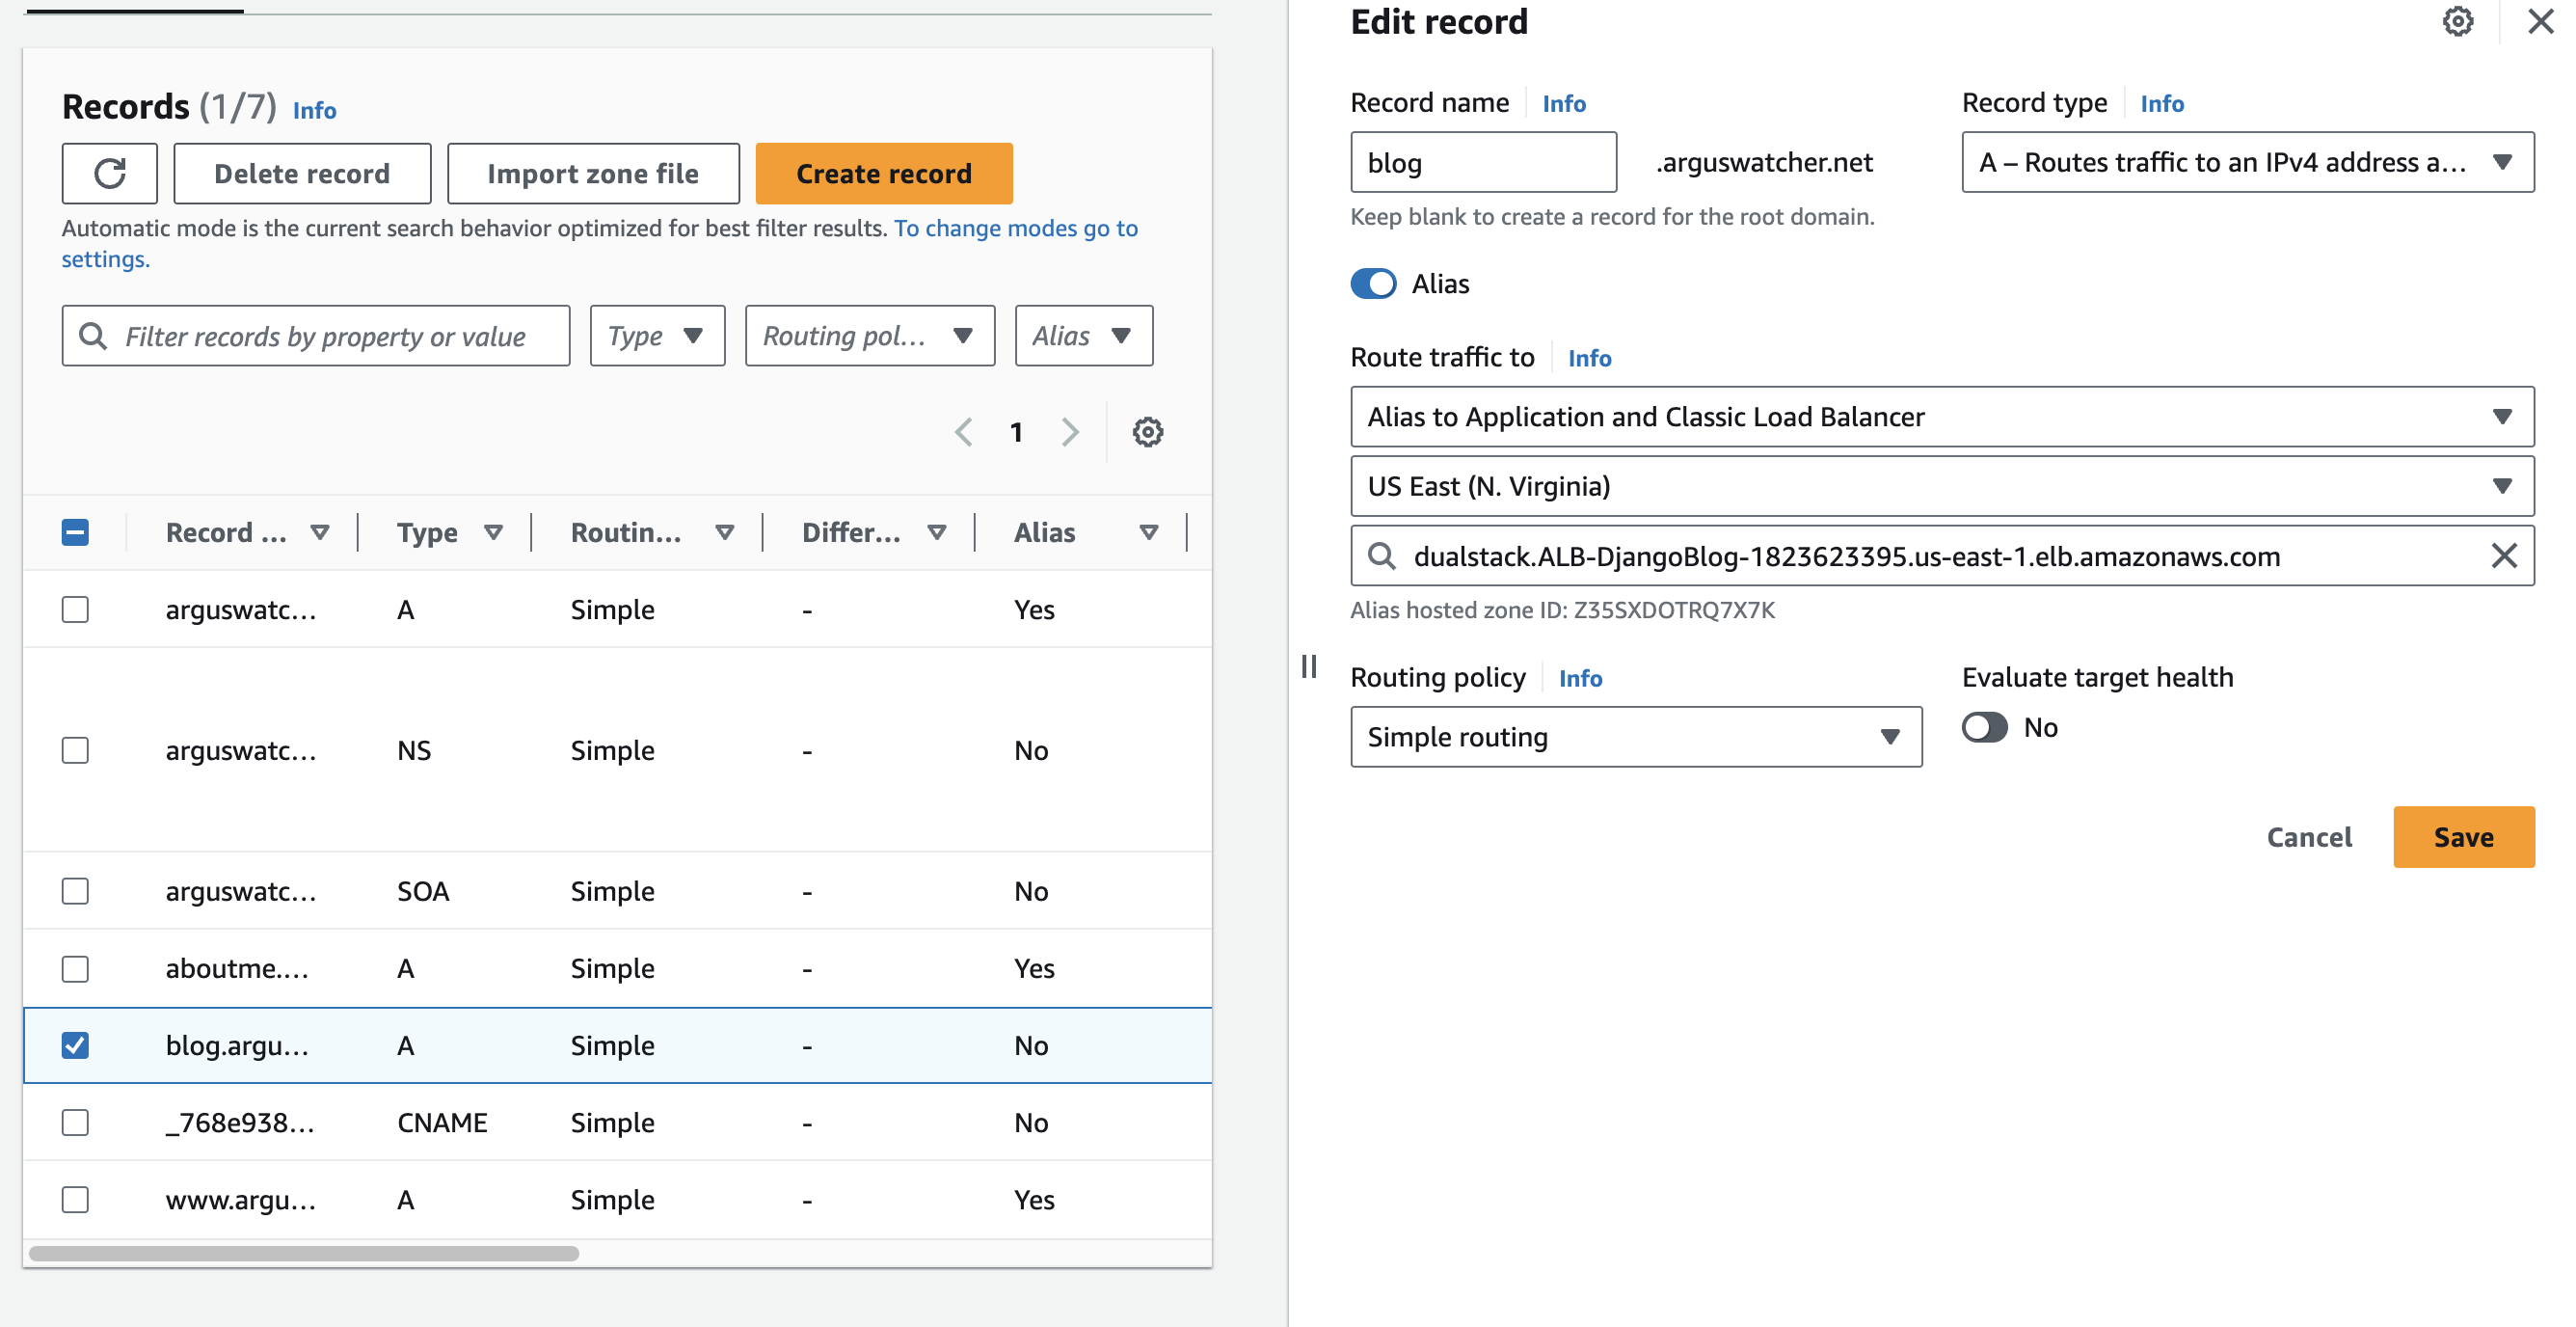 Records (1/7) Info
Delete record
Import zone file
Create record
Automatic mode is the current search behavior optimized for best filter results. To change modes go to
settings.
Filter records by property or value
Type
Routing pol...
Alias
1
Record ... Type Routin... Differ... Alias
arguswatc... A Simple - Yes
arguswatc... NS Simple - No
arguswatc... SOA Simple - No
aboutme.... A Simple - Yes
blog.argu... A Simple - No
_768e938... CNAME Simple - No
www.argu... A Simple - Yes
Edit record
Record name Info
blog .arguswatcher.net
Keep blank to create a record for the root domain.
Record type Info
A – Routes traffic to an IPv4 address a...
Alias
Route traffic to Info
Alias to Application and Classic Load Balancer
US East (N. Virginia)
dualstack.ALB-DjangoBlog-1823623395.us-east-1.elb.amazonaws.com
Alias hosted zone ID: Z35SXDOTRQ7X7K
Routing policy Info
Simple routing
Evaluate target health
No
Cancel
Save